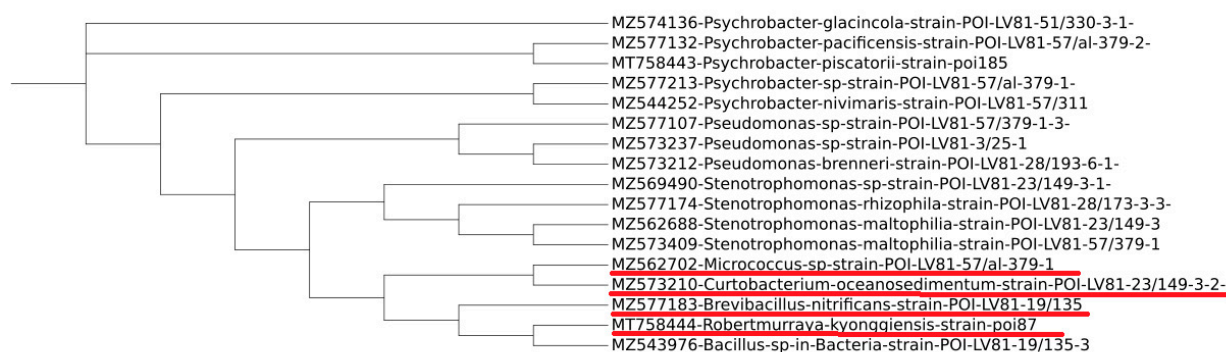 MZ574136-Psychrobacter-glacincola-strain-POI-LV81-51/330-3-1-
MZ577132-Psychrobacter-pacificensis-strain-POI-LV81-57/al-379-2-
MT758443-Psychrobacter-piscatorii-strain-poi185
MZ577213-Psychrobacter-sp-strain-POI-LV81-57/al-379-1-
MZ544252-Psychrobacter-nivimaris-strain-POI-LV81-57/311
MZ577107-Pseudomonas-sp-strain-POI-LV81-57/379-1-3-
MZ573237-Pseudomonas-sp-strain-POI-LV81-3/25-1
MZ573212-Pseudomonas-brenneri-strain-POI-LV81-28/193-6-1-
MZ569490-Stenotrophomonas-sp-strain-POI-LV81-23/149-3-1-
MZ577174-Stenotrophomonas-rhizophila-strain-POI-LV81-28/173-3-3-
MZ562688-Stenotrophomonas-maltophilia-strain-POI-LV81-23/149-3
MZ573409-Stenotrophomonas-maltophilia-strain-POI-LV81-57/379-1
MZ562702-Micrococcus-sp-strain-POI-LV81-57/al-379-1
MZ573210-Curtobacterium-oceanosedimentum-strain-POI-LV81-23/149-3-2-
MZ577183-Brevibacillus-nitrificans-strain-POI-LV81-19/135
MT758444-Robertmurraya-kyonggiensis-strain-poi87
MZ543976-Bacillus-sp-in-Bacteria-strain-POI-LV81-19/135-3